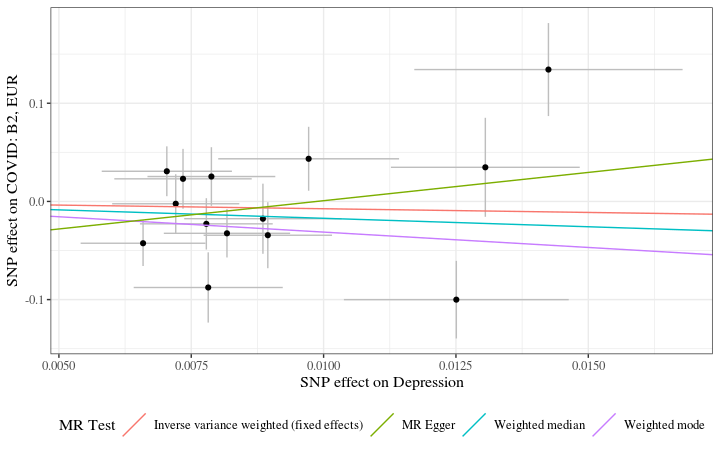 SNP effect on COVID: B2, EUR
0.1
0.0
-0.1
0.0050 0.0075 0.0100 0.0125 0.0150
SNP effect on Depression
MR Test Inverse variance weighted (fixed effects) MR Egger Weighted median Weighted mode